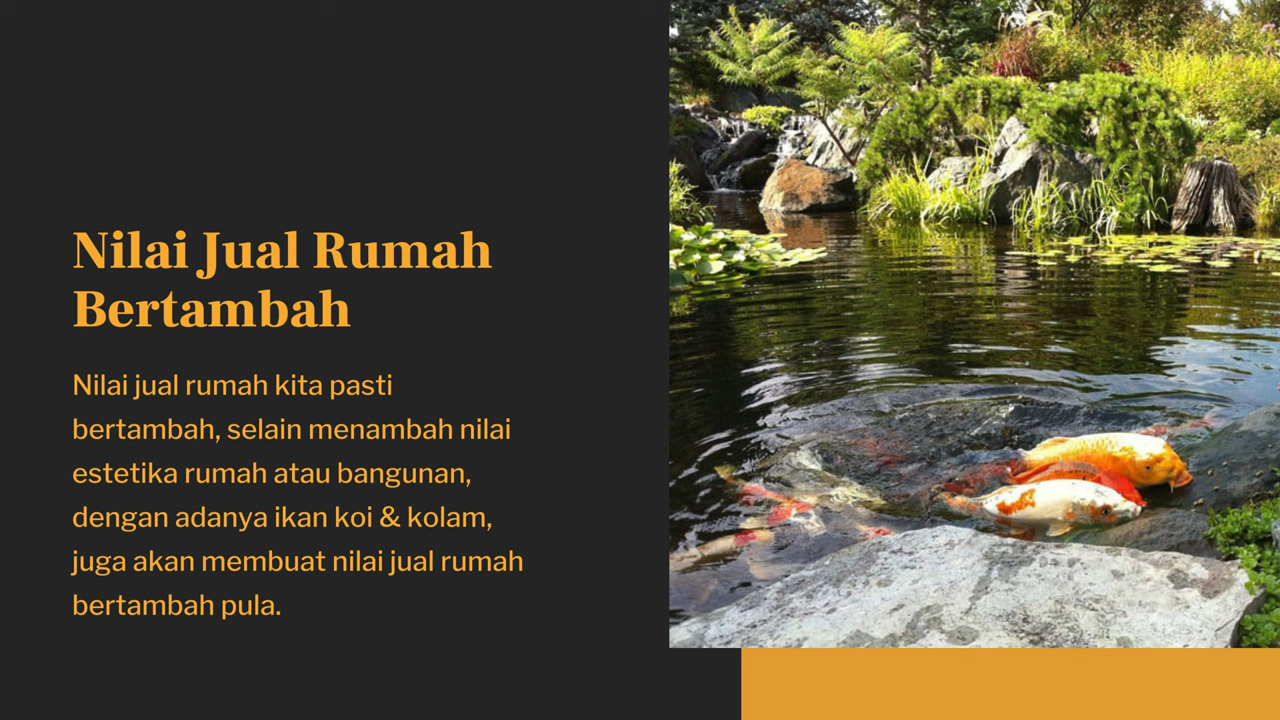 Nilai Jual Rumah
Bertambah
Nilai jual rumah kita pasti
bertambah, selain menambah nilai
estetika rumah atau bangunan,
dengan adanya ikan koi & kolam,
juga akan membuat nilai jual rumah
bertambah pula.